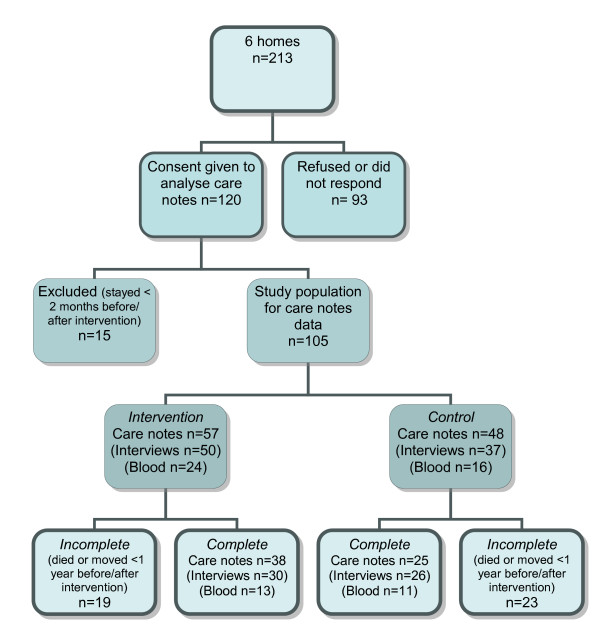 6 homes
n=213
Consent given to
analyse care
notes n=120
Refused or did
not respond
n= 93
Excluded (stayed <
2 months before/
after intervention)
n=15
Study population
for care notes
data
n=105
Intervention
Care notes n=57
(Interviews n=50)
(Blood n=24)
Control
Care notes n=48
(Interviews n=37)
(Blood n=16)
Incomplete
(died or moved <1
year before/after
intervention)
n=19
Complete
Care notes n=38
(Interviews n=30)
(Blood n=13)
Complete
Care notes n=25
(Interviews n=26)
(Blood n=11)
Incomplete
(died or moved <1
year before/after
intervention)
n=23